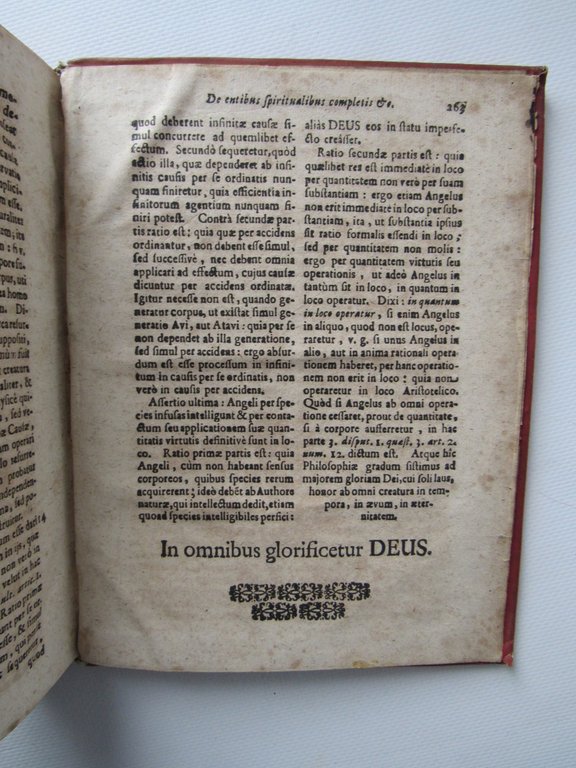 De entibus spiritualibus completis &c.
263
quod deberent infinitæ causæ si-
mul concurrere ad quemlibet ef-
fectum. Secundò sequeretur, quòd
actio illa, quæ dependeret ab in-
finitis causis per se ordinatis nun-
quam finiretur, quia efficientia in-
finitorum agentium nunquam fi-
niri potest. Contrà secundæ par-
tis ratio est: quia quæ per accidens
ordinantur, non debent esse simul,
sed successivè, nec debent omnia
applicari ad effectum, cujus causæ
dicuntur per accidens ordinatæ.
Igitur necesse non est, quando ge-
neratur corpus, ut existat simul ge-
neratio Avi, aut Atavi: quia per se
non dependet ab illa generatione,
sed simul per accidens: ergo absur-
dum est esse processum in infini-
tum in causis per se ordinatis, non
verò in causis per accidens.
Assertio ultima: Angeli per spe-
cies infusas intelligunt & per conta-
ctum seu applicationem suæ quan-
titatis virtutis definitivè sunt in lo-
co. Ratio primæ partis est: quia
Angeli, cùm non habeant sensus
corporeos, quibus species rerum
acquirerent; ideò debet ab Authore
naturæ, qui intellectum dedit, etiam
quoad species intelligibiles perfici:
aliàs DEUS eos in statu imperfe-
cto creâsset.
Ratio secundæ partis est: quia
quælibet res est immediatè in loco
per quantitatem non verò per suam
substantiam: ergo etiam Angelus
non erit immediatè in loco per sub-
stantiam, ita, ut substantia ipsius
sit ratio formalis essendi in loco;
sed per quantitatem non molis:
ergo per quantitatem virtutis seu
operationis, ut adeò Angelus in
tantùm sit in loco, in quantum in
loco operatur. Dixi: in quantum
in loco operatur, si enim Angelus
in aliquo, quod non est locus, ope-
raretur, v. g. si unus Angelus in
alio, aut in anima rationali operatio-
nem haberet, per hanc operatio-
nem non erit in loco: quia non-
operaretur in loco Aristotelico.
Quòd si Angelus ab omni opera-
tione cessaret, prout de quantitate,
si à corpore aufferretur, in hac
parte 3. disput. 1. quæst. 3. art. 2.
num. 12. dictum est. Atque hîc
Philosophiæ gradum sistimus ad
majorem gloriam Dei, cui soli laus,
honor ab omni creatura in tem-
pora, in ævum, in æter-
nitatem.
In omnibus glorificetur DEUS.